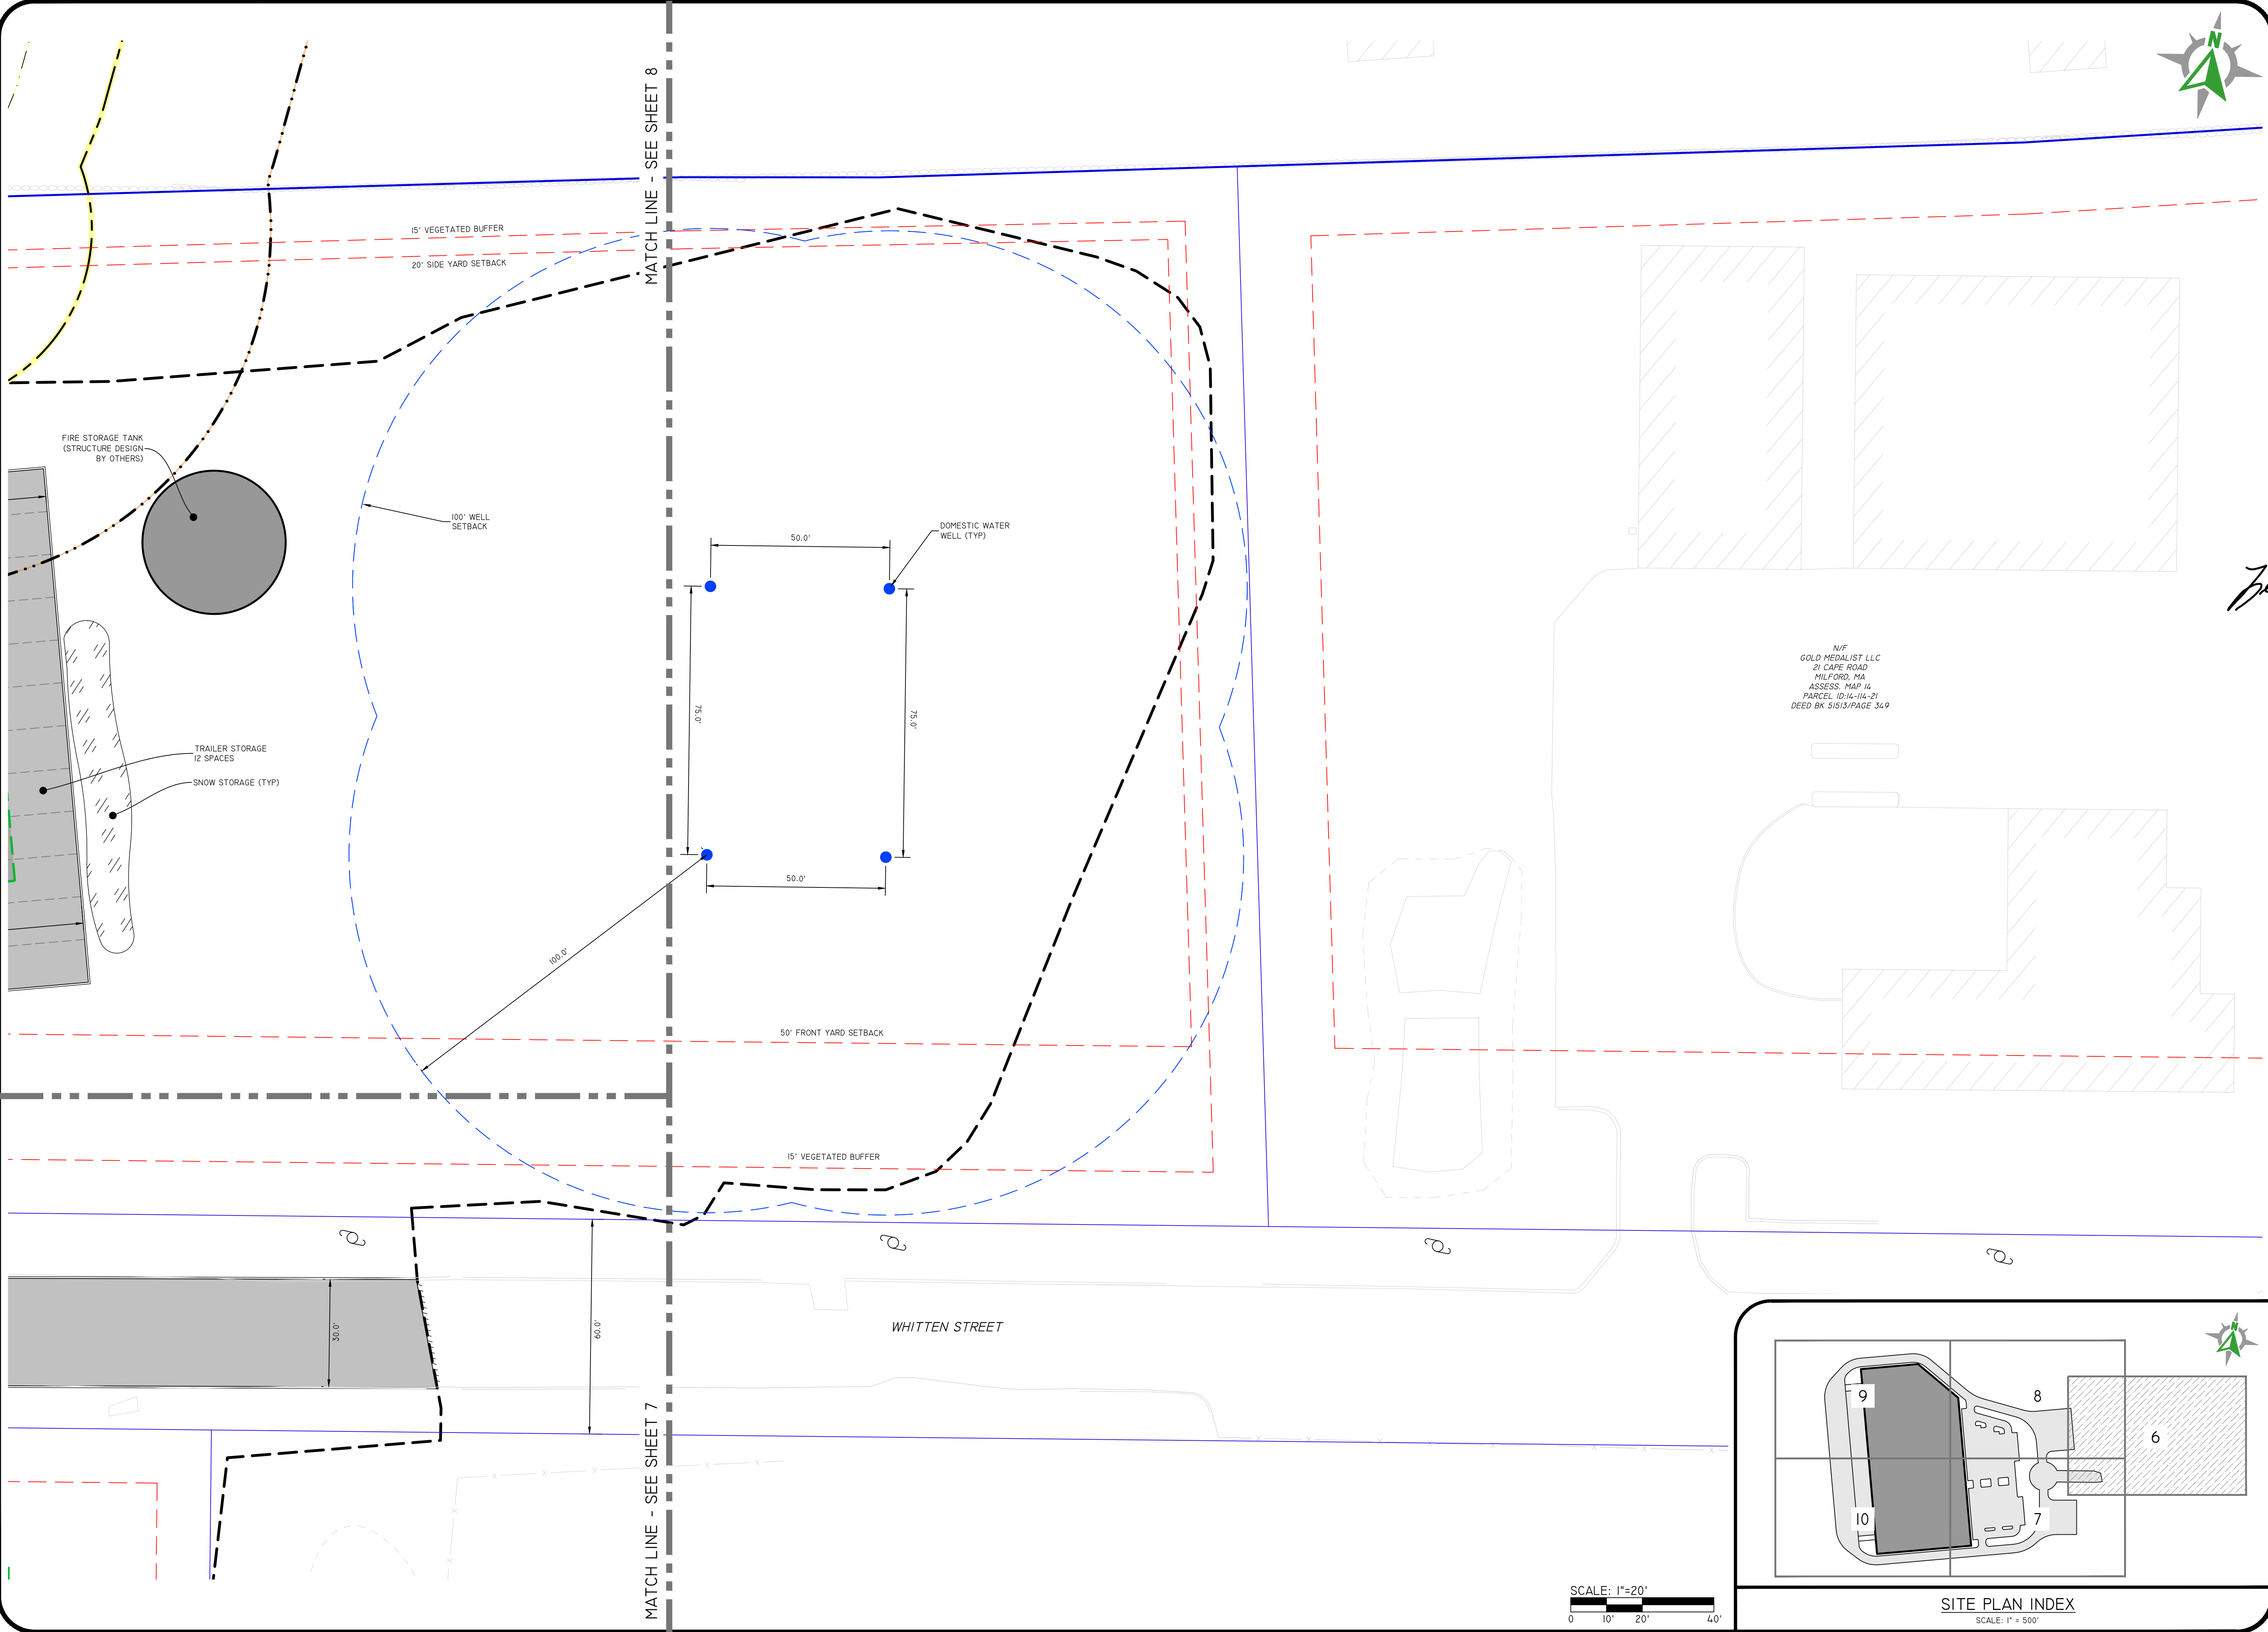 N
MATCH LINE - SEE SHEET 8
15' VEGETATED BUFFER
20' SIDE YARD SETBACK
FIRE STORAGE TANK
(STRUCTURE DESIGN
BY OTHERS)
100' WELL
SETBACK
50.0'
DOMESTIC WATER
WELL (TYP)
75.0'
75.0'
N/F
GOLD MEDALIST LLC
21 CAPE ROAD
MILFORD, MA
ASSESS. MAP 14
PARCEL ID:14-114-21
DEED BK 51513/PAGE 349
TRAILER STORAGE
12 SPACES
SNOW STORAGE (TYP)
50.0'
100.0'
50' FRONT YARD SETBACK
15' VEGETATED BUFFER
30.0'
60.0'
WHITTEN STREET
MATCH LINE - SEE SHEET 7
SCALE: 1"=20'
0 10' 20' 40'
N
9
8
6
10
7
SITE PLAN INDEX
SCALE: 1" = 500'